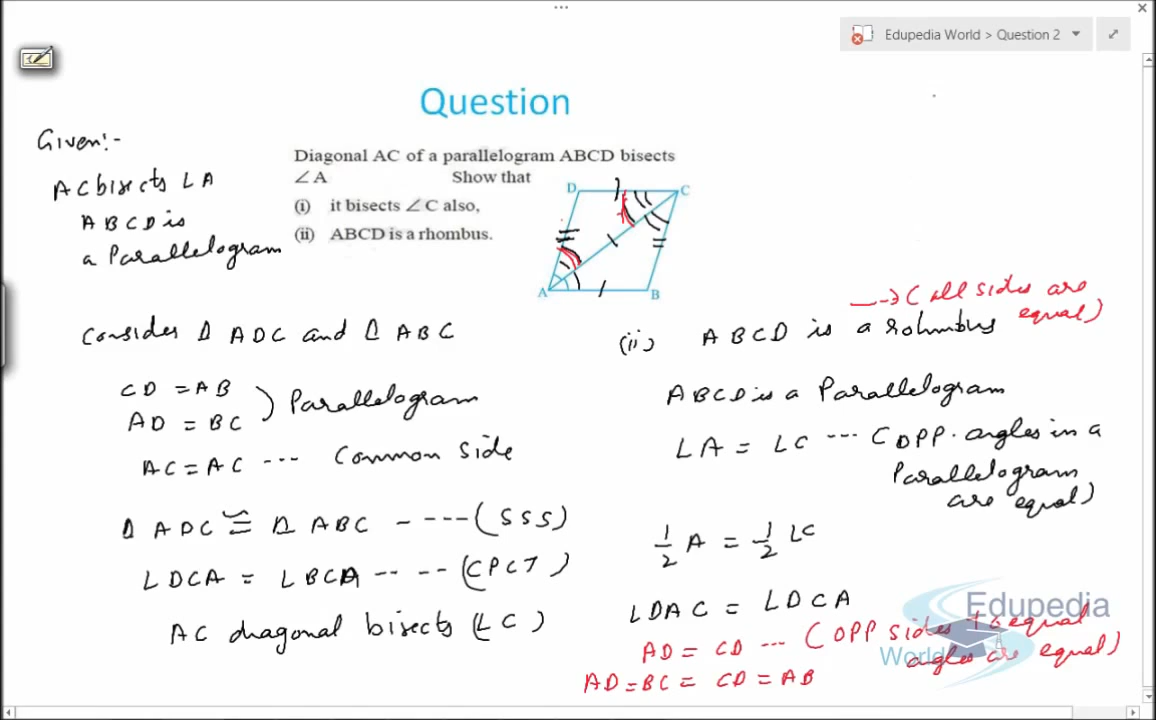 Edupedia World > Question 2
Question
Given:-
AC bisects ∠A
ABCD is
a Parallelogram
Diagonal AC of a parallelogram ABCD bisects
∠A Show that
(i) it bisects ∠C also,
(ii) ABCD is a rhombus.
D C
A B
Consider Δ ADC and Δ ABC
CD = AB
AD = BC ) Parallelogram
AC = AC --- Common side
Δ ADC ≅ Δ ABC - ---- (SSS)
∠DCA = ∠BCA -- -- -- (CPCT)
AC diagonal bisects (∠C)
--→ (All sides are
equal)
(ii) ABCD is a rohmbus
ABCD is a Parallelogram
∠A = ∠C --- (OPP. angles in a
Parallelogram
are equal)
1/2 A = 1/2 ∠C
∠DAC = ∠DCA
AD = CD --- (OPP sides to equal
angles are equal)
AD = BC = CD = AB
Edupedia
World